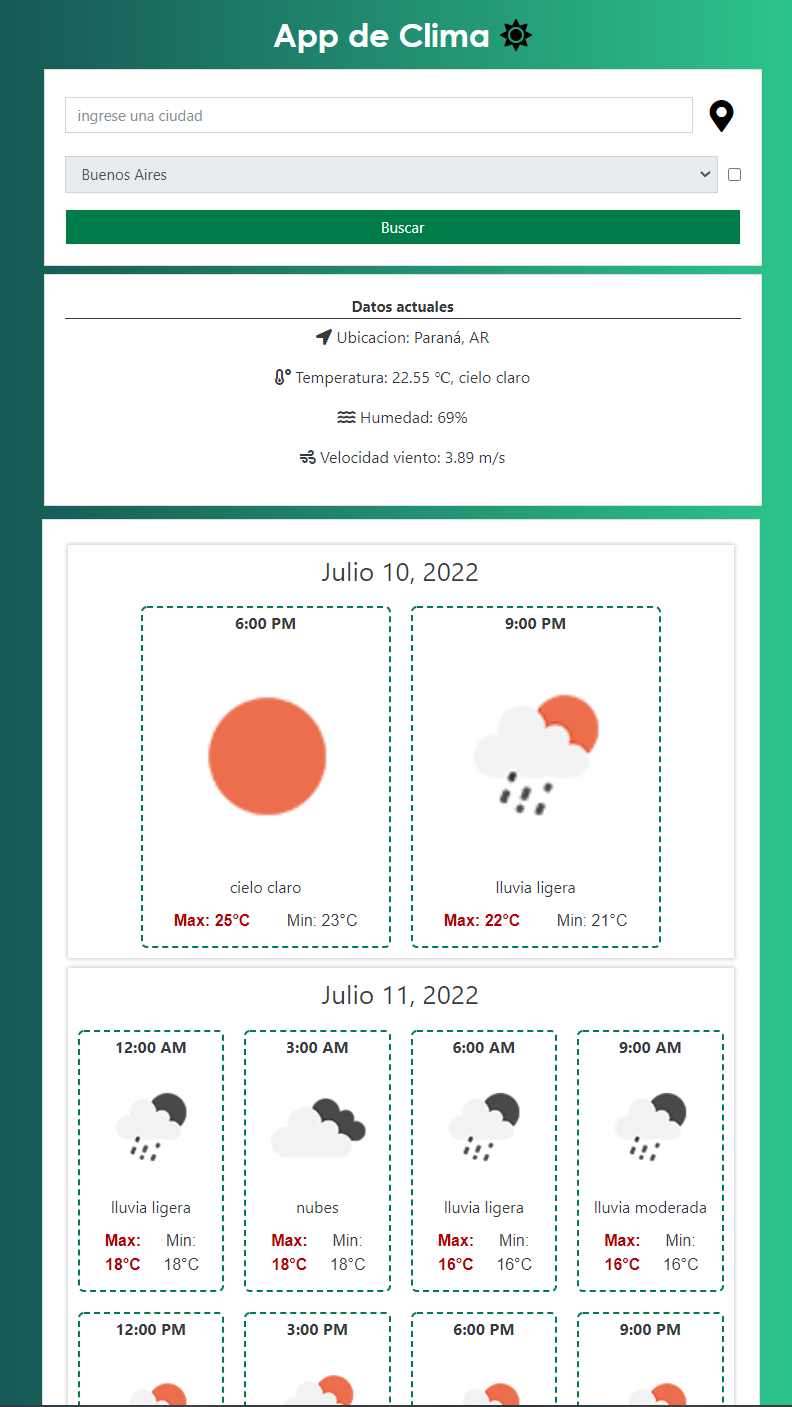 App de Clima
ingrese una ciudad
Buenos Aires
Buscar
Datos actuales
Ubicacion: Paraná, AR
Temperatura: 22.55 °C, cielo claro
Humedad: 69%
Velocidad viento: 3.89 m/s
Julio 10, 2022
6:00 PM 9:00 PM
cielo claro lluvia ligera
Max: 25°C Min: 23°C Max: 22°C Min: 21°C
Julio 11, 2022
12:00 AM 3:00 AM 6:00 AM 9:00 AM
lluvia ligera nubes lluvia ligera lluvia moderada
Max: Min: Max: Min: Max: Min: Max: Min:
18°C 18°C 18°C 18°C 16°C 16°C 16°C 16°C
12:00 PM 3:00 PM 6:00 PM 9:00 PM